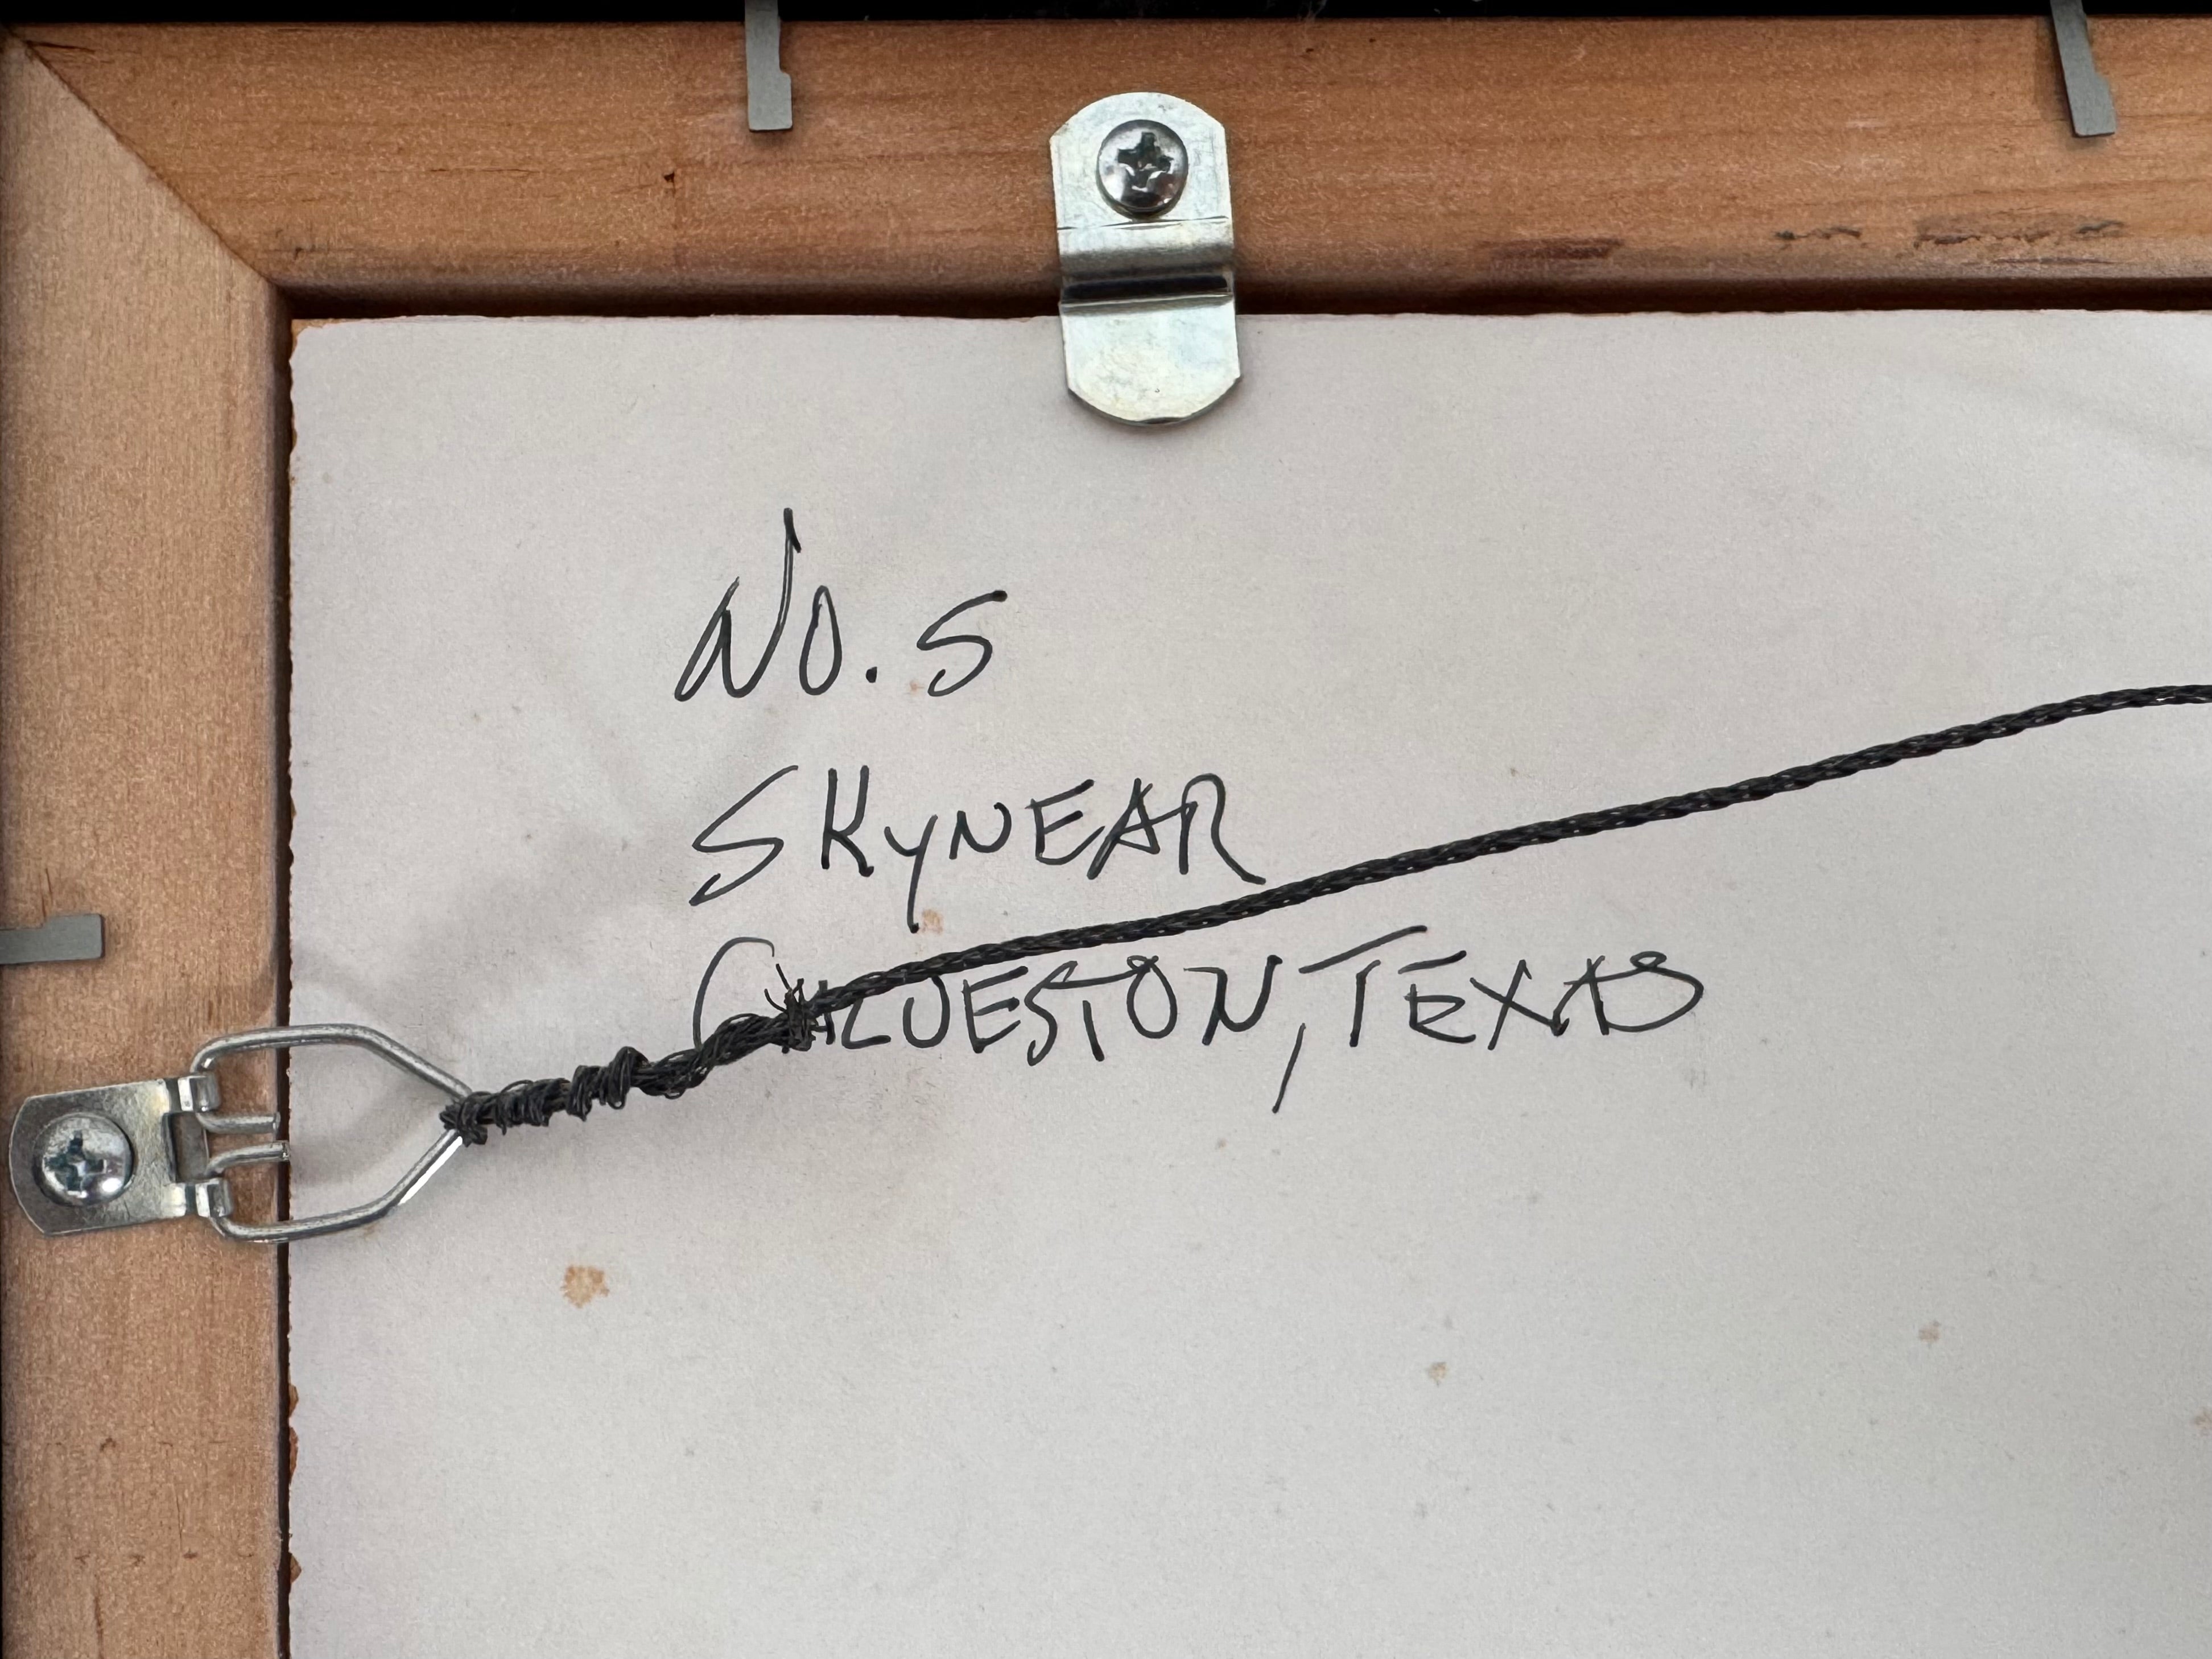 No. 5
SKYNEAR
GALVESTON, TEXAS